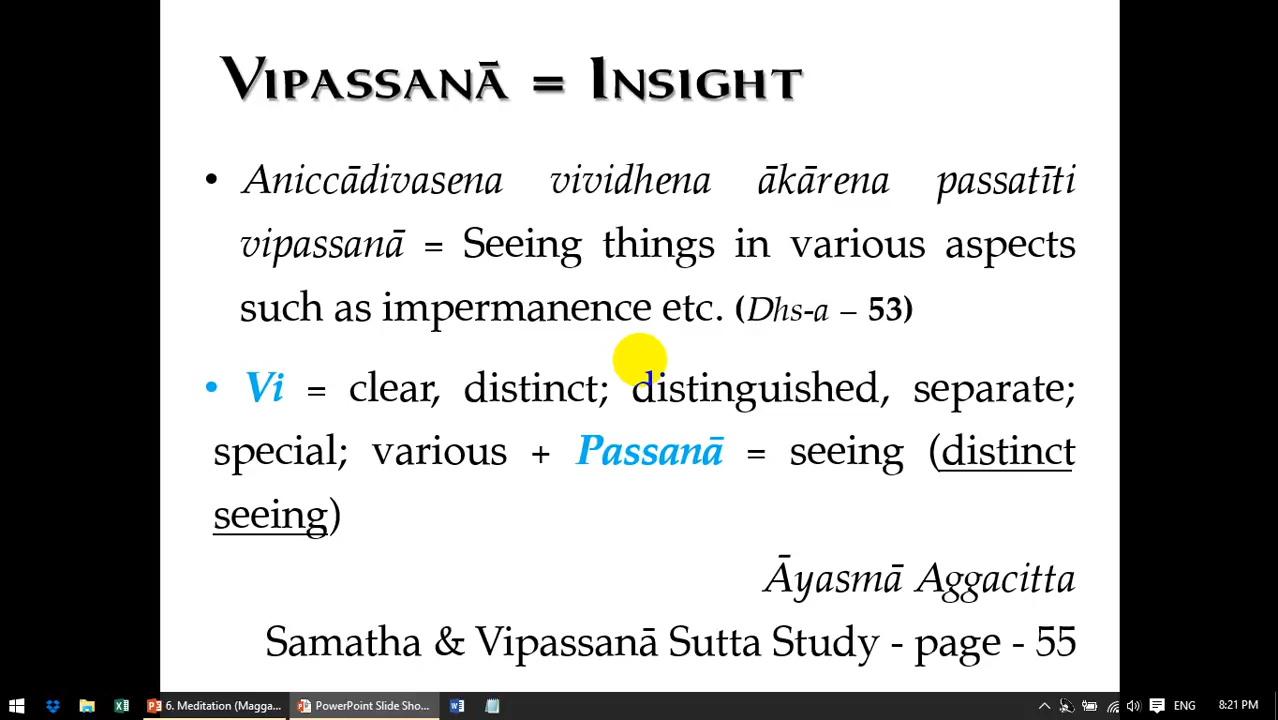 Vipassanā = Insight
• Aniccādivasena vividhena ākārena passatīti
vipassanā = Seeing things in various aspects
such as impermanence etc. (Dhs-a – 53)
• Vi = clear, distinct; distinguished, separate;
special; various + Passanā = seeing (distinct
seeing)
Āyasmā Aggacitta
Samatha & Vipassanā Sutta Study - page - 55
6. Meditation (Magga... PowerPoint Slide Sho... ENG 8:21 PM